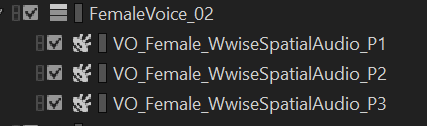 FemaleVoice_02
VO_Female_WwiseSpatialAudio_P1
VO_Female_WwiseSpatialAudio_P2
VO_Female_WwiseSpatialAudio_P3